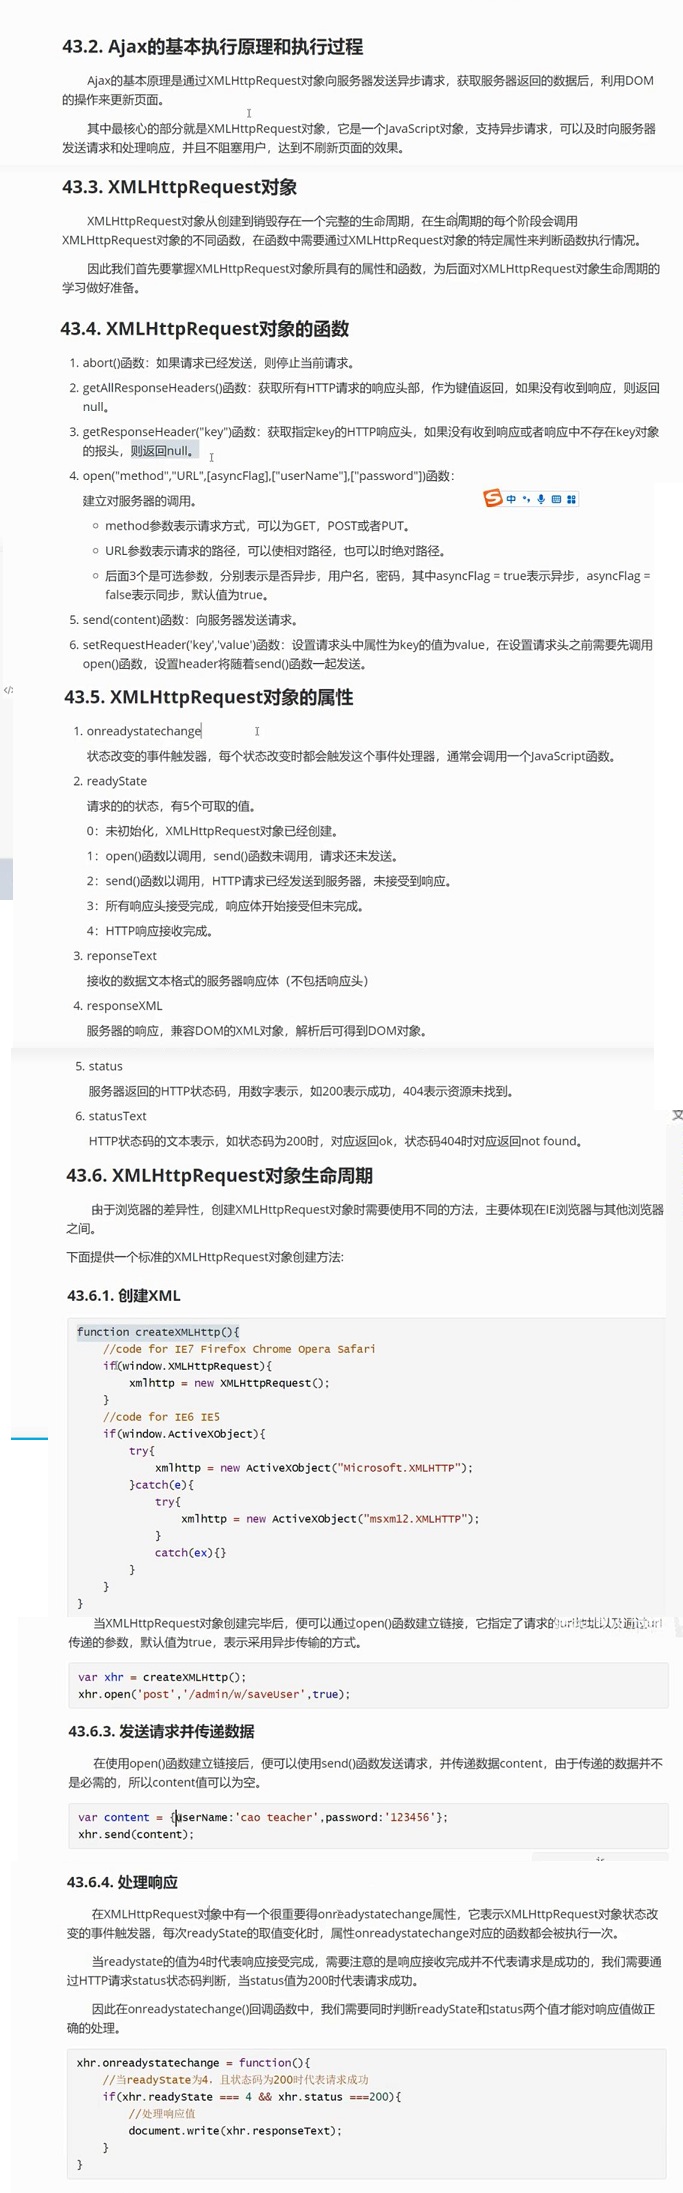 43.2. Ajax的基本执行原理和执行过程
Ajax的基本原理是通过XMLHttpRequest对象向服务器发送异步请求，获取服务器返回的数据后，利用DOM
的操作来更新页面。
其中最核心的部分就是XMLHttpRequest对象，它是一个JavaScript对象，支持异步请求，可以及时向服务器
发送请求和处理响应，并且不阻塞用户，达到不刷新页面的效果。
43.3. XMLHttpRequest对象
XMLHttpRequest对象从创建到销毁存在一个完整的生命周期，在生命周期的每个阶段会调用
XMLHttpRequest对象的不同函数，在函数中需要通过XMLHttpRequest对象的特定属性来判断函数执行情况。
因此我们首先要掌握XMLHttpRequest对象所具有的属性和函数，为后面对XMLHttpRequest对象生命周期的
学习做好准备。
43.4. XMLHttpRequest对象的函数
1. abort()函数：如果请求已经发送，则停止当前请求。
2. getAllResponseHeaders()函数：获取所有HTTP请求的响应头部，作为键值返回，如果没有收到响应，则返回
null。
3. getResponseHeader("key")函数：获取指定key的HTTP响应头，如果没有收到响应或者响应中不存在key对象
的报头，则返回null。
4. open("method","URL",[asyncFlag],["userName"],["password"])函数：
建立对服务器的调用。
中
◦ method参数表示请求方式，可以为GET，POST或者PUT。
◦ URL参数表示请求的路径，可以使相对路径，也可以时绝对路径。
◦ 后面3个是可选参数，分别表示是否异步，用户名，密码，其中asyncFlag = true表示异步，asyncFlag =
false表示同步，默认值为true。
5. send(content)函数：向服务器发送请求。
6. setRequestHeader('key','value')函数：设置请求头中属性为key的值为value，在设置请求头之前需要先调用
open()函数，设置header将随着send()函数一起发送。
43.5. XMLHttpRequest对象的属性
1. onreadystatechange
状态改变的事件触发器，每个状态改变时都会触发这个事件处理器，通常会调用一个JavaScript函数。
2. readyState
请求的的状态，有5个可取的值。
0：未初始化，XMLHttpRequest对象已经创建。
1：open()函数以调用，send()函数未调用，请求还未发送。
2：send()函数以调用，HTTP请求已经发送到服务器，未接受到响应。
3：所有响应头接受完成，响应体开始接受但未完成。
4：HTTP响应接收完成。
3. reponseText
接收的数据文本格式的服务器响应体（不包括响应头）
4. responseXML
服务器的响应，兼容DOM的XML对象，解析后可得到DOM对象。
5. status
服务器返回的HTTP状态码，用数字表示，如200表示成功，404表示资源未找到。
6. statusText
HTTP状态码的文本表示，如状态码为200时，对应返回ok，状态码404时对应返回not found。
43.6. XMLHttpRequest对象生命周期
由于浏览器的差异性，创建XMLHttpRequest对象时需要使用不同的方法，主要体现在IE浏览器与其他浏览器
之间。
下面提供一个标准的XMLHttpRequest对象创建方法:
43.6.1. 创建XML
function createXMLHttp(){
//code for IE7 Firefox Chrome Opera Safari
if(window.XMLHttpRequest){
xmlhttp = new XMLHttpRequest();
}
//code for IE6 IE5
if(window.ActiveXObject){
try{
xmlhttp = new ActiveXObject("Microsoft.XMLHTTP");
}catch(e){
try{
xmlhttp = new ActiveXObject("msxm12.XMLHTTP");
}
catch(ex){}
}
}
}
当XMLHttpRequest对象创建完毕后，便可以通过open()函数建立链接，它指定了请求的
传递的参数，默认值为true，表示采用异步传输的方式。
var xhr = createXMLHttp();
xhr.open('post','/admin/w/saveUser',true);
43.6.3. 发送请求并传递数据
在使用open()函数建立链接后，便可以使用send()函数发送请求，并传递数据content，由于传递的数据并不
是必需的，所以content值可以为空。
var content = {userName:'cao teacher',password:'123456'};
xhr.send(content);
43.6.4. 处理响应
在XMLHttpRequest对象中有一个很重要得onreadystatechange属性，它表示XMLHttpRequest对象状态改
变的事件触发器，每次readyState的取值变化时，属性onreadystatechange对应的函数都会被执行一次。
当readystate的值为4时代表响应接受完成，需要注意的是响应接收完成并不代表请求是成功的，我们需要通
过HTTP请求status状态码判断，当status值为200时代表请求成功。
因此在onreadystatechange()回调函数中，我们需要同时判断readyState和status两个值才能对响应值做正
确的处理。
xhr.onreadystatechange = function(){
//当readyState为4，且状态码为200时代表请求成功
if(xhr.readyState === 4 && xhr.status ===200){
//处理响应值
document.write(xhr.responseText);
}
}